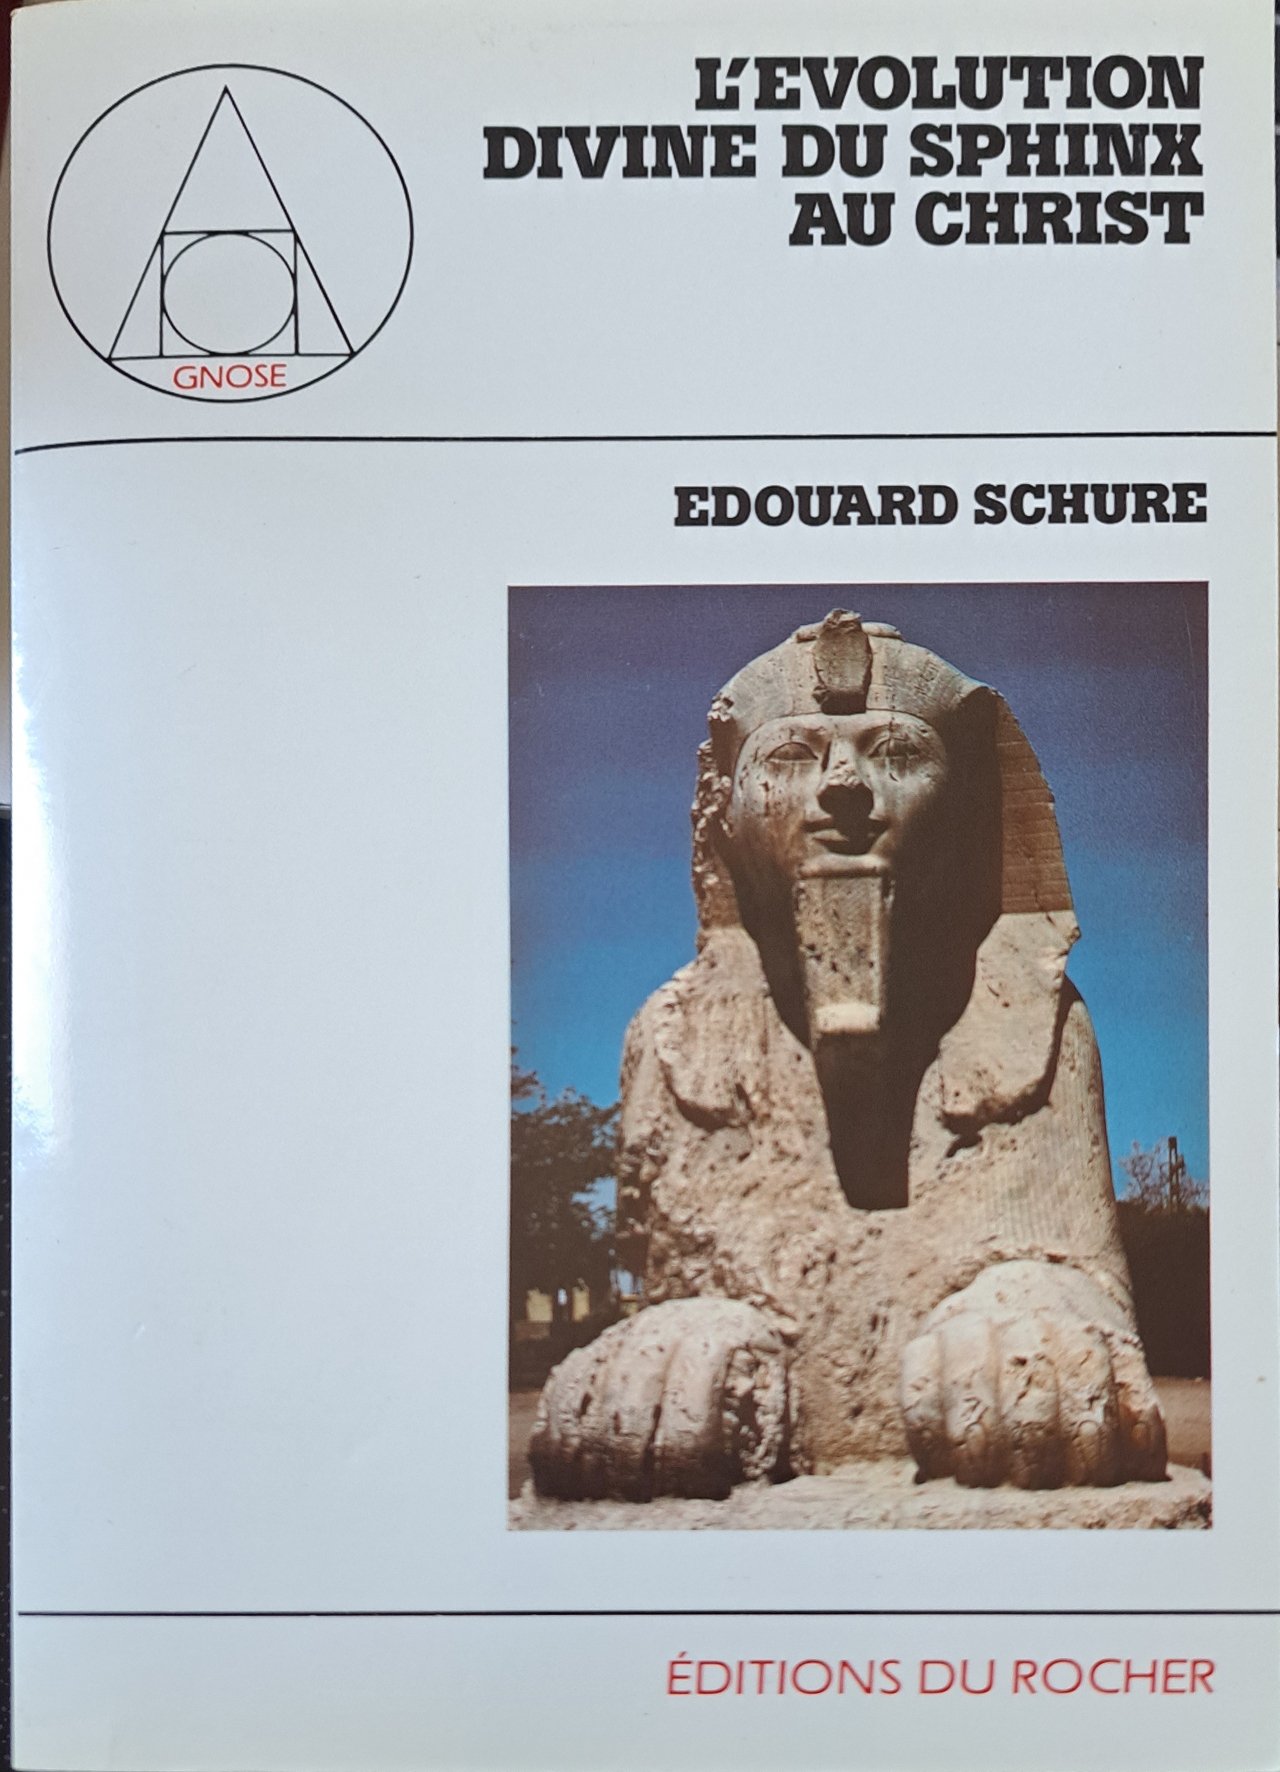 L'EVOLUTION
DIVINE DU SPHINX
AU CHRIST
GNOSE
EDOUARD SCHURE
ÉDITIONS DU ROCHER